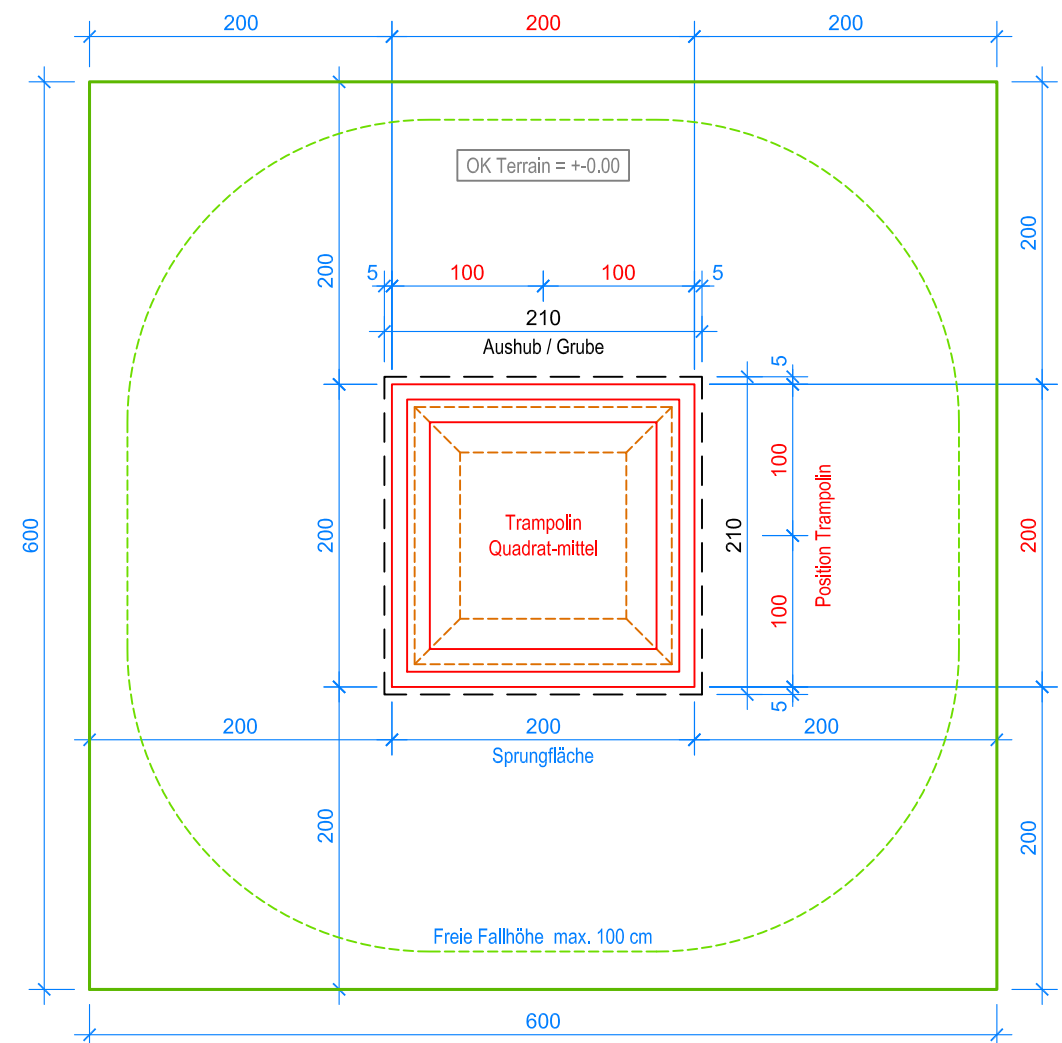 200 200 200
OK Terrain = +-0.00
200
200
5 100 100 5
210
Aushub / Grube
5
100
Position Trampolin
600
200
Trampolin
Quadrat-mittel
210
200
100
5
200 200 200
Sprungfläche
200
200
Freie Fallhöhe max. 100 cm
600